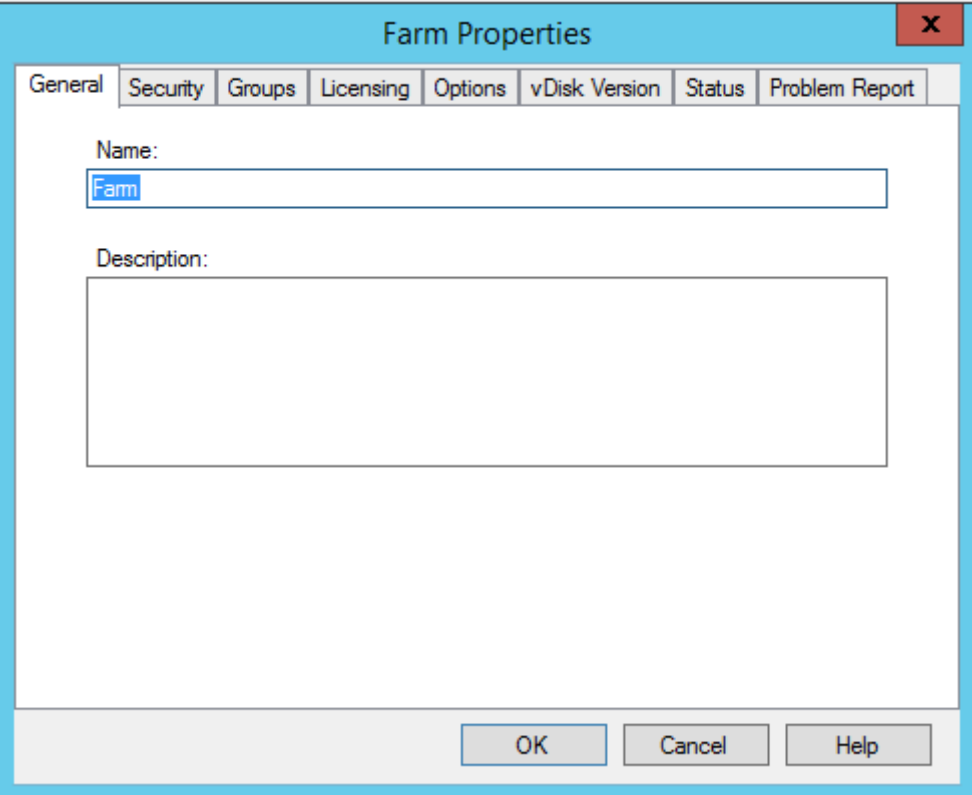 Farm Properties
x
General Security Groups Licensing Options vDisk Version Status Problem Report
Name:
Farm
Description:
OK Cancel Help